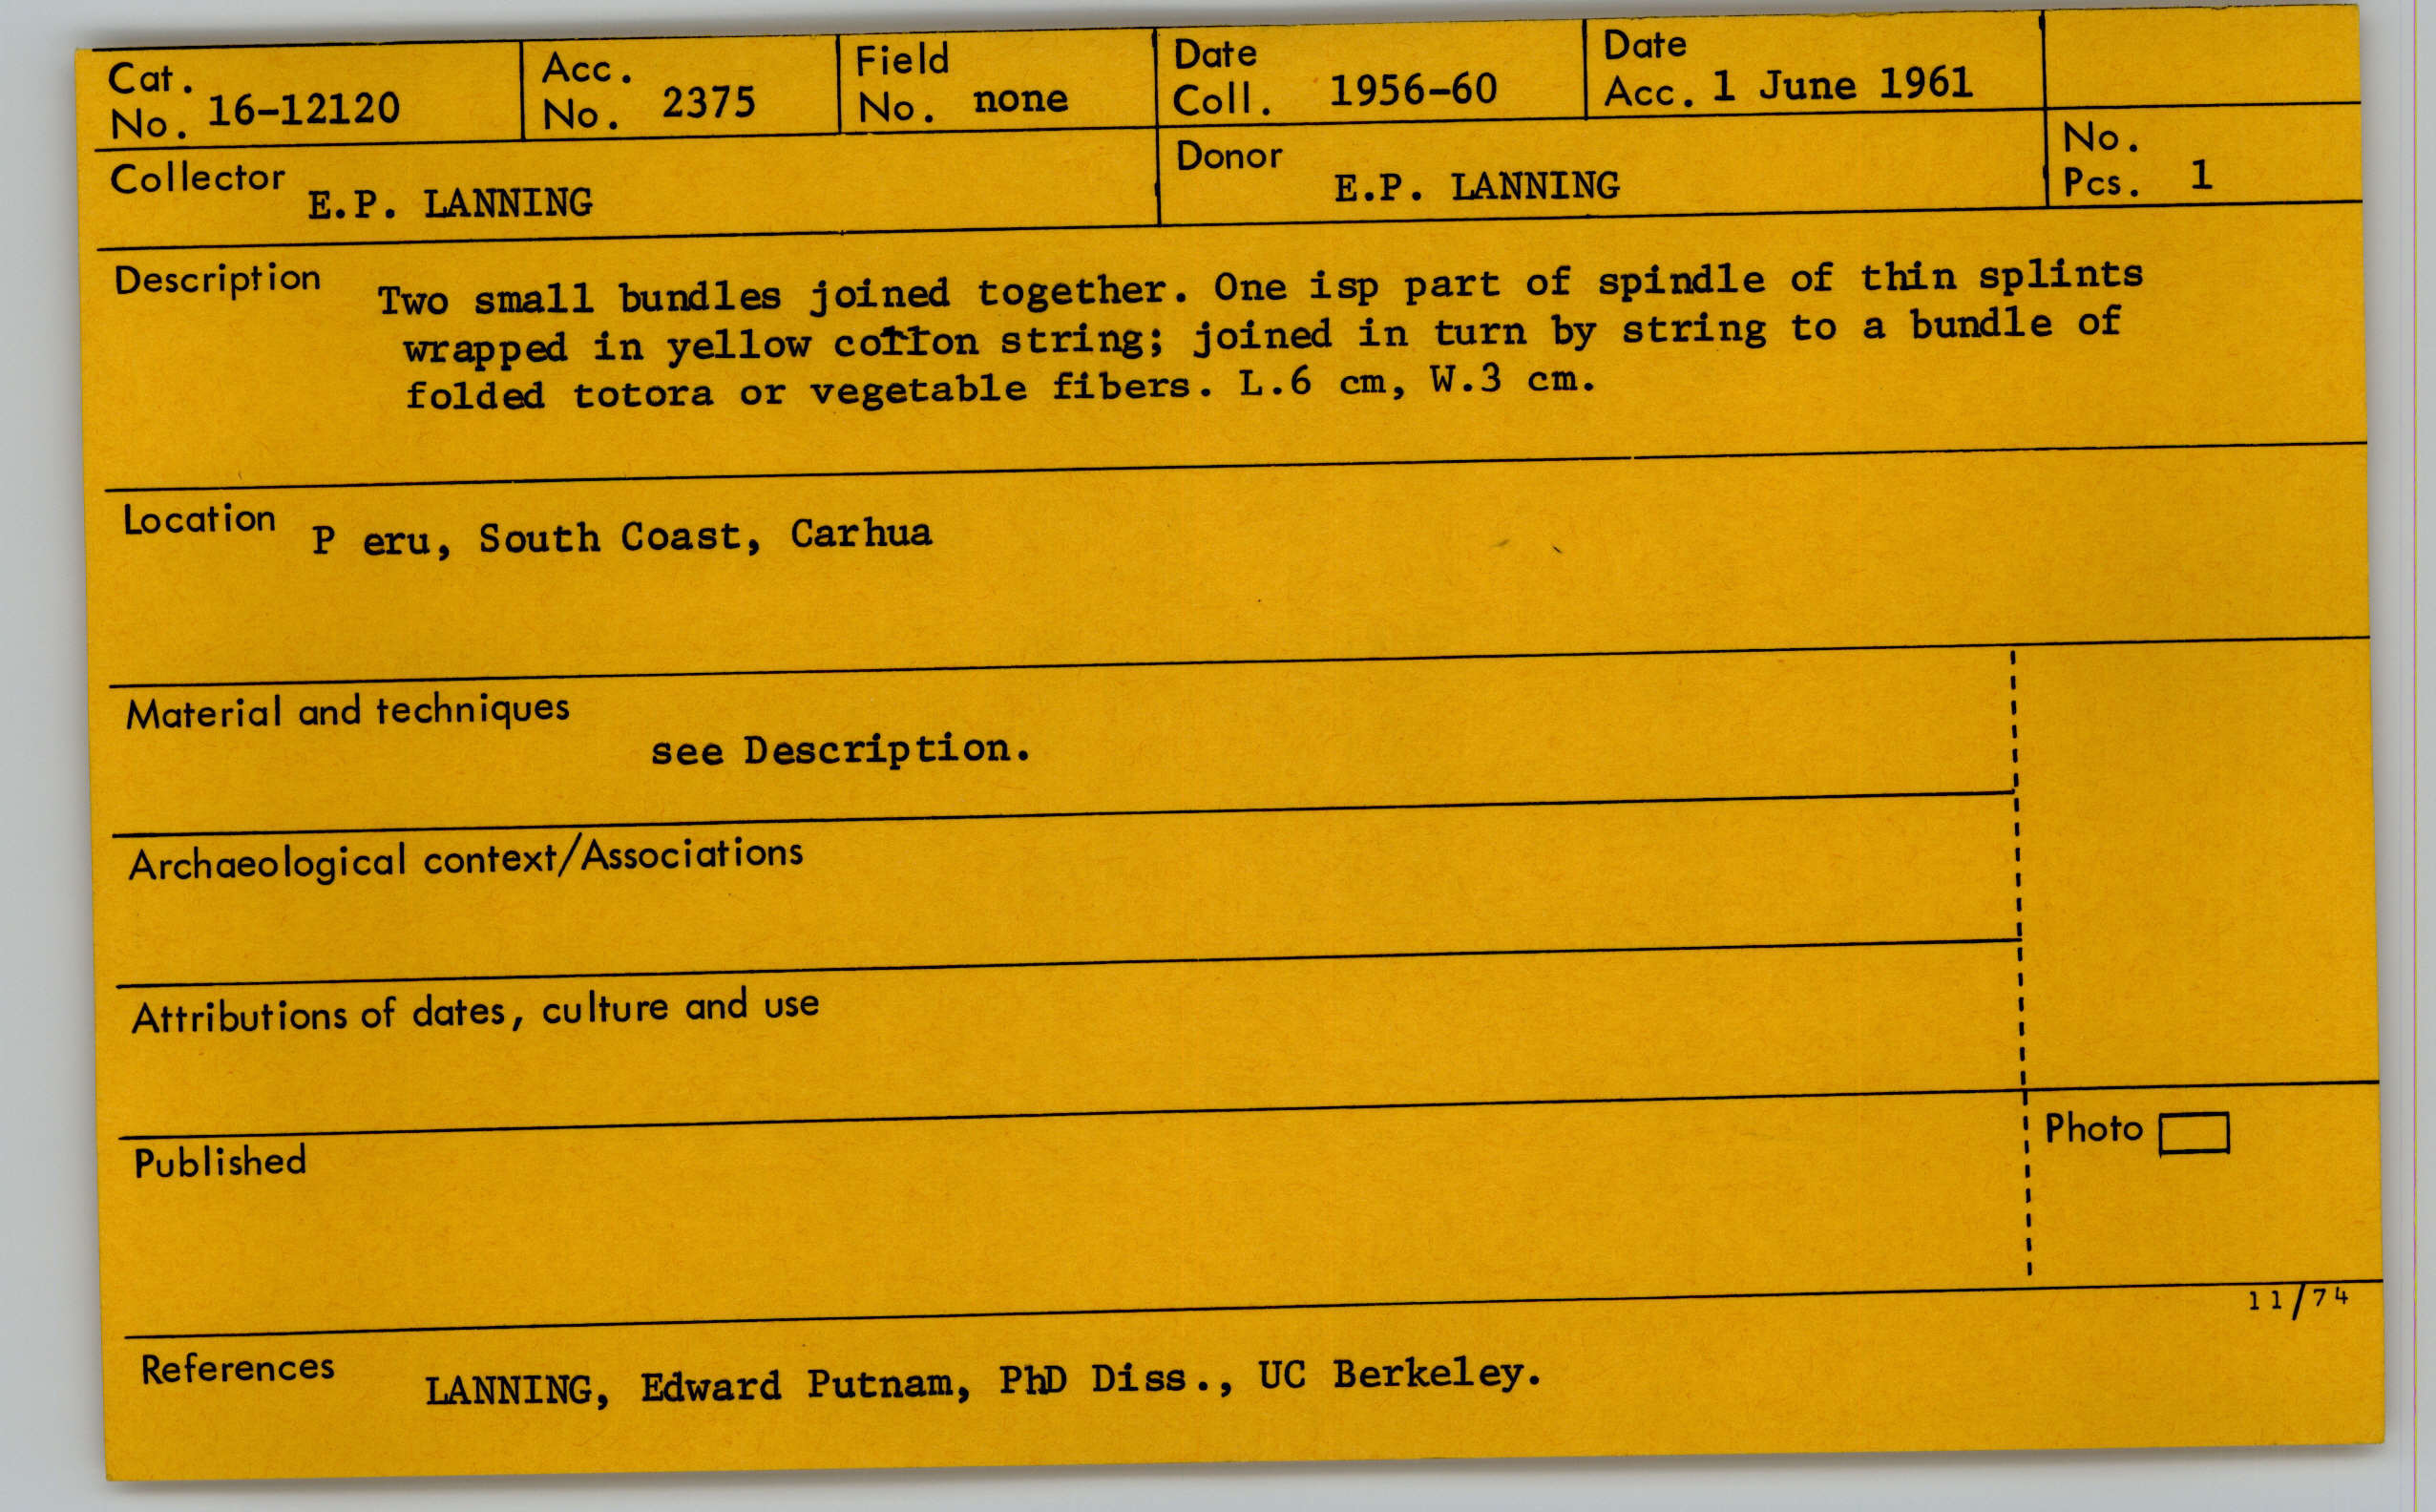 Cat. No. 16-12120 Acc. No. 2375 Field No. none Date Coll. 1956-60 Date Acc. 1 June 1961
Collector E.P. LANNING Donor E.P. LANNING No. Pcs. 1
Description Two small bundles joined together. One isp part of spindle of thin splints
wrapped in yellow cotton string; joined in turn by string to a bundle of
folded totora or vegetable fibers. L.6 cm, W.3 cm.
Location P eru, South Coast, Carhua
Material and techniques
see Description.
Archaeological context/Associations
Attributions of dates, culture and use
Published
Photo
11/74
References LANNING, Edward Putnam, PhD Diss., UC Berkeley.